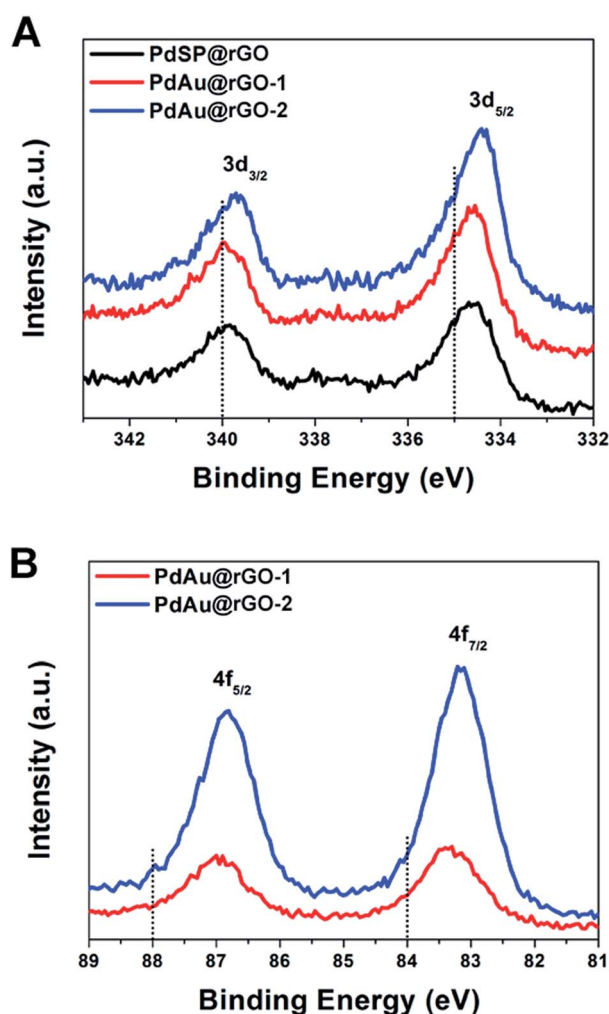 A
PdSP@rGO
PdAu@rGO-1
PdAu@rGO-2
3d3/2
3d5/2
Intensity (a.u.)
342 340 338 336 334 332
Binding Energy (eV)
B
PdAu@rGO-1
PdAu@rGO-2
4f5/2
4f7/2
Intensity (a.u.)
89 88 87 86 85 84 83 82 81
Binding Energy (eV)